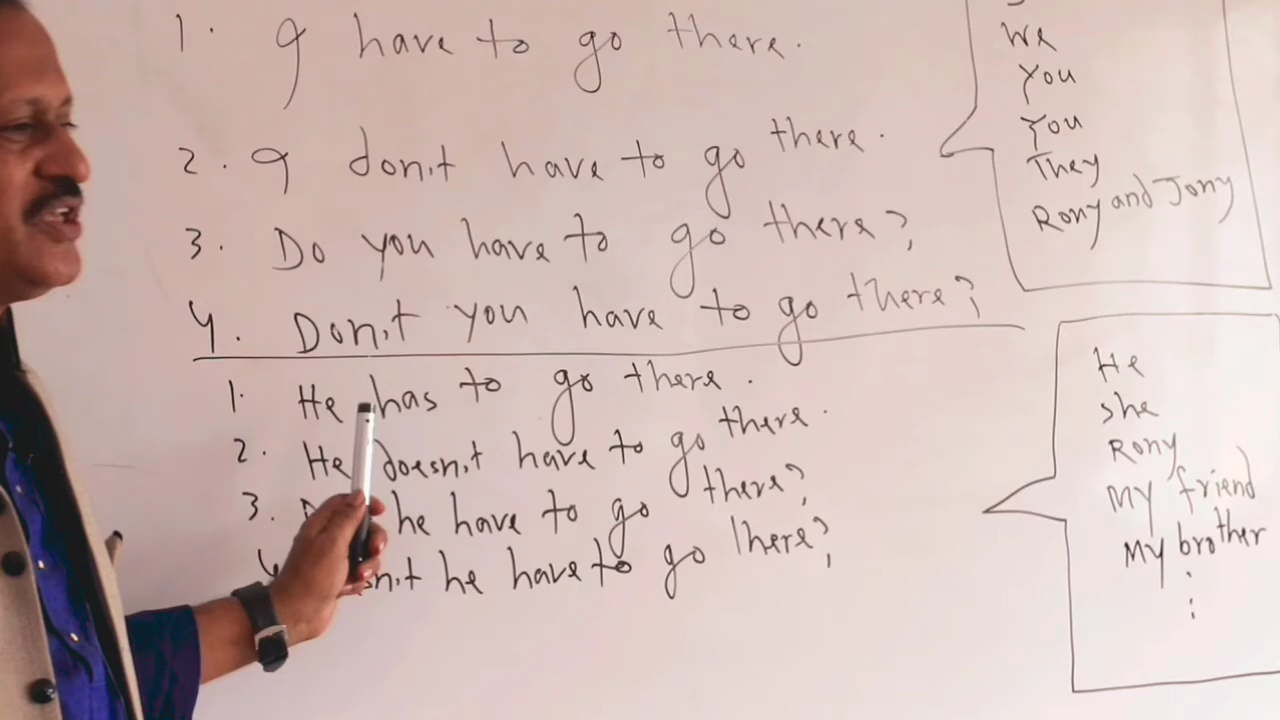 1. I have to go there.
2. I don't have to go there.
3. Do you have to go there?
4. Don't you have to go there?
1. He has to go there.
2. He doesn't have to go there.
3. he have to go there?
he have to go there?
We
You
You
They
Rony and Jony
He
she
Rony
My friend
My brother